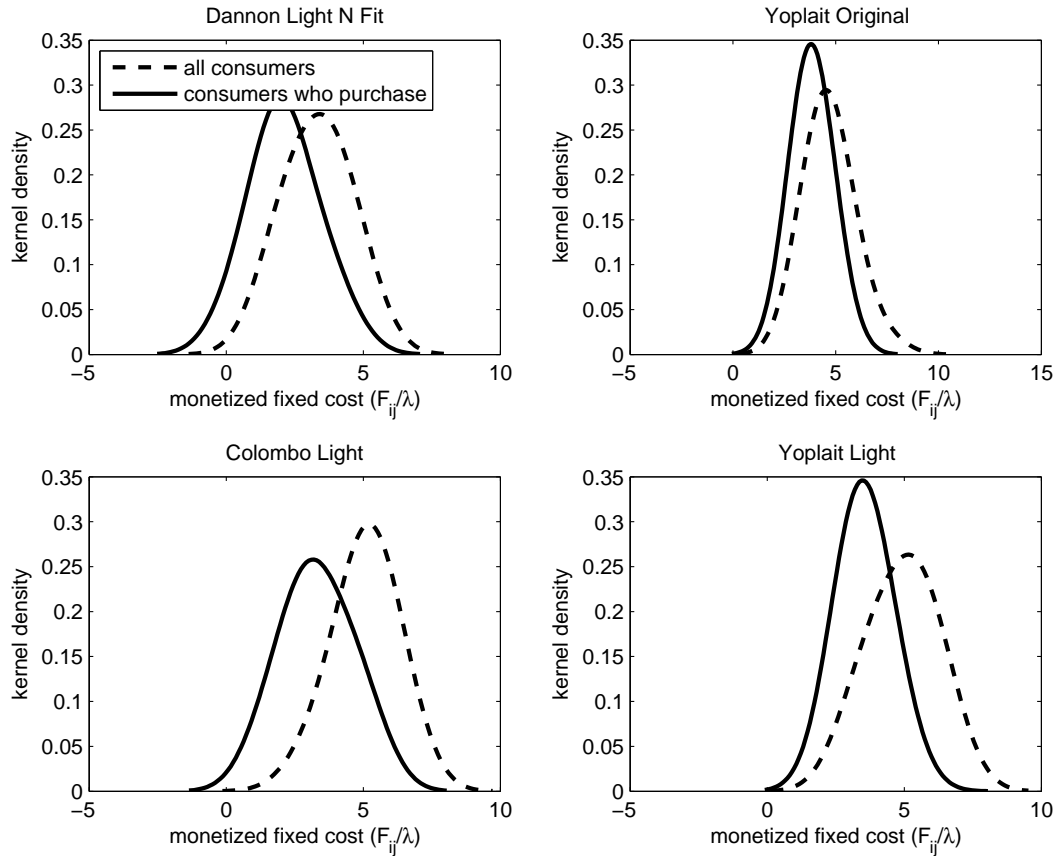 Dannon Light N Fit
0.35
0.3
0.25
0.2
0.15
0.1
0.05
0
kernel density
all consumers
consumers who purchase
−5 0 5 10
monetized fixed cost (F_ij/λ)
Yoplait Original
0.35
0.3
0.25
0.2
0.15
0.1
0.05
0
kernel density
−5 0 5 10 15
monetized fixed cost (F_ij/λ)
Colombo Light
0.35
0.3
0.25
0.2
0.15
0.1
0.05
0
kernel density
−5 0 5 10
monetized fixed cost (F_ij/λ)
Yoplait Light
0.35
0.3
0.25
0.2
0.15
0.1
0.05
0
kernel density
−5 0 5 10
monetized fixed cost (F_ij/λ)